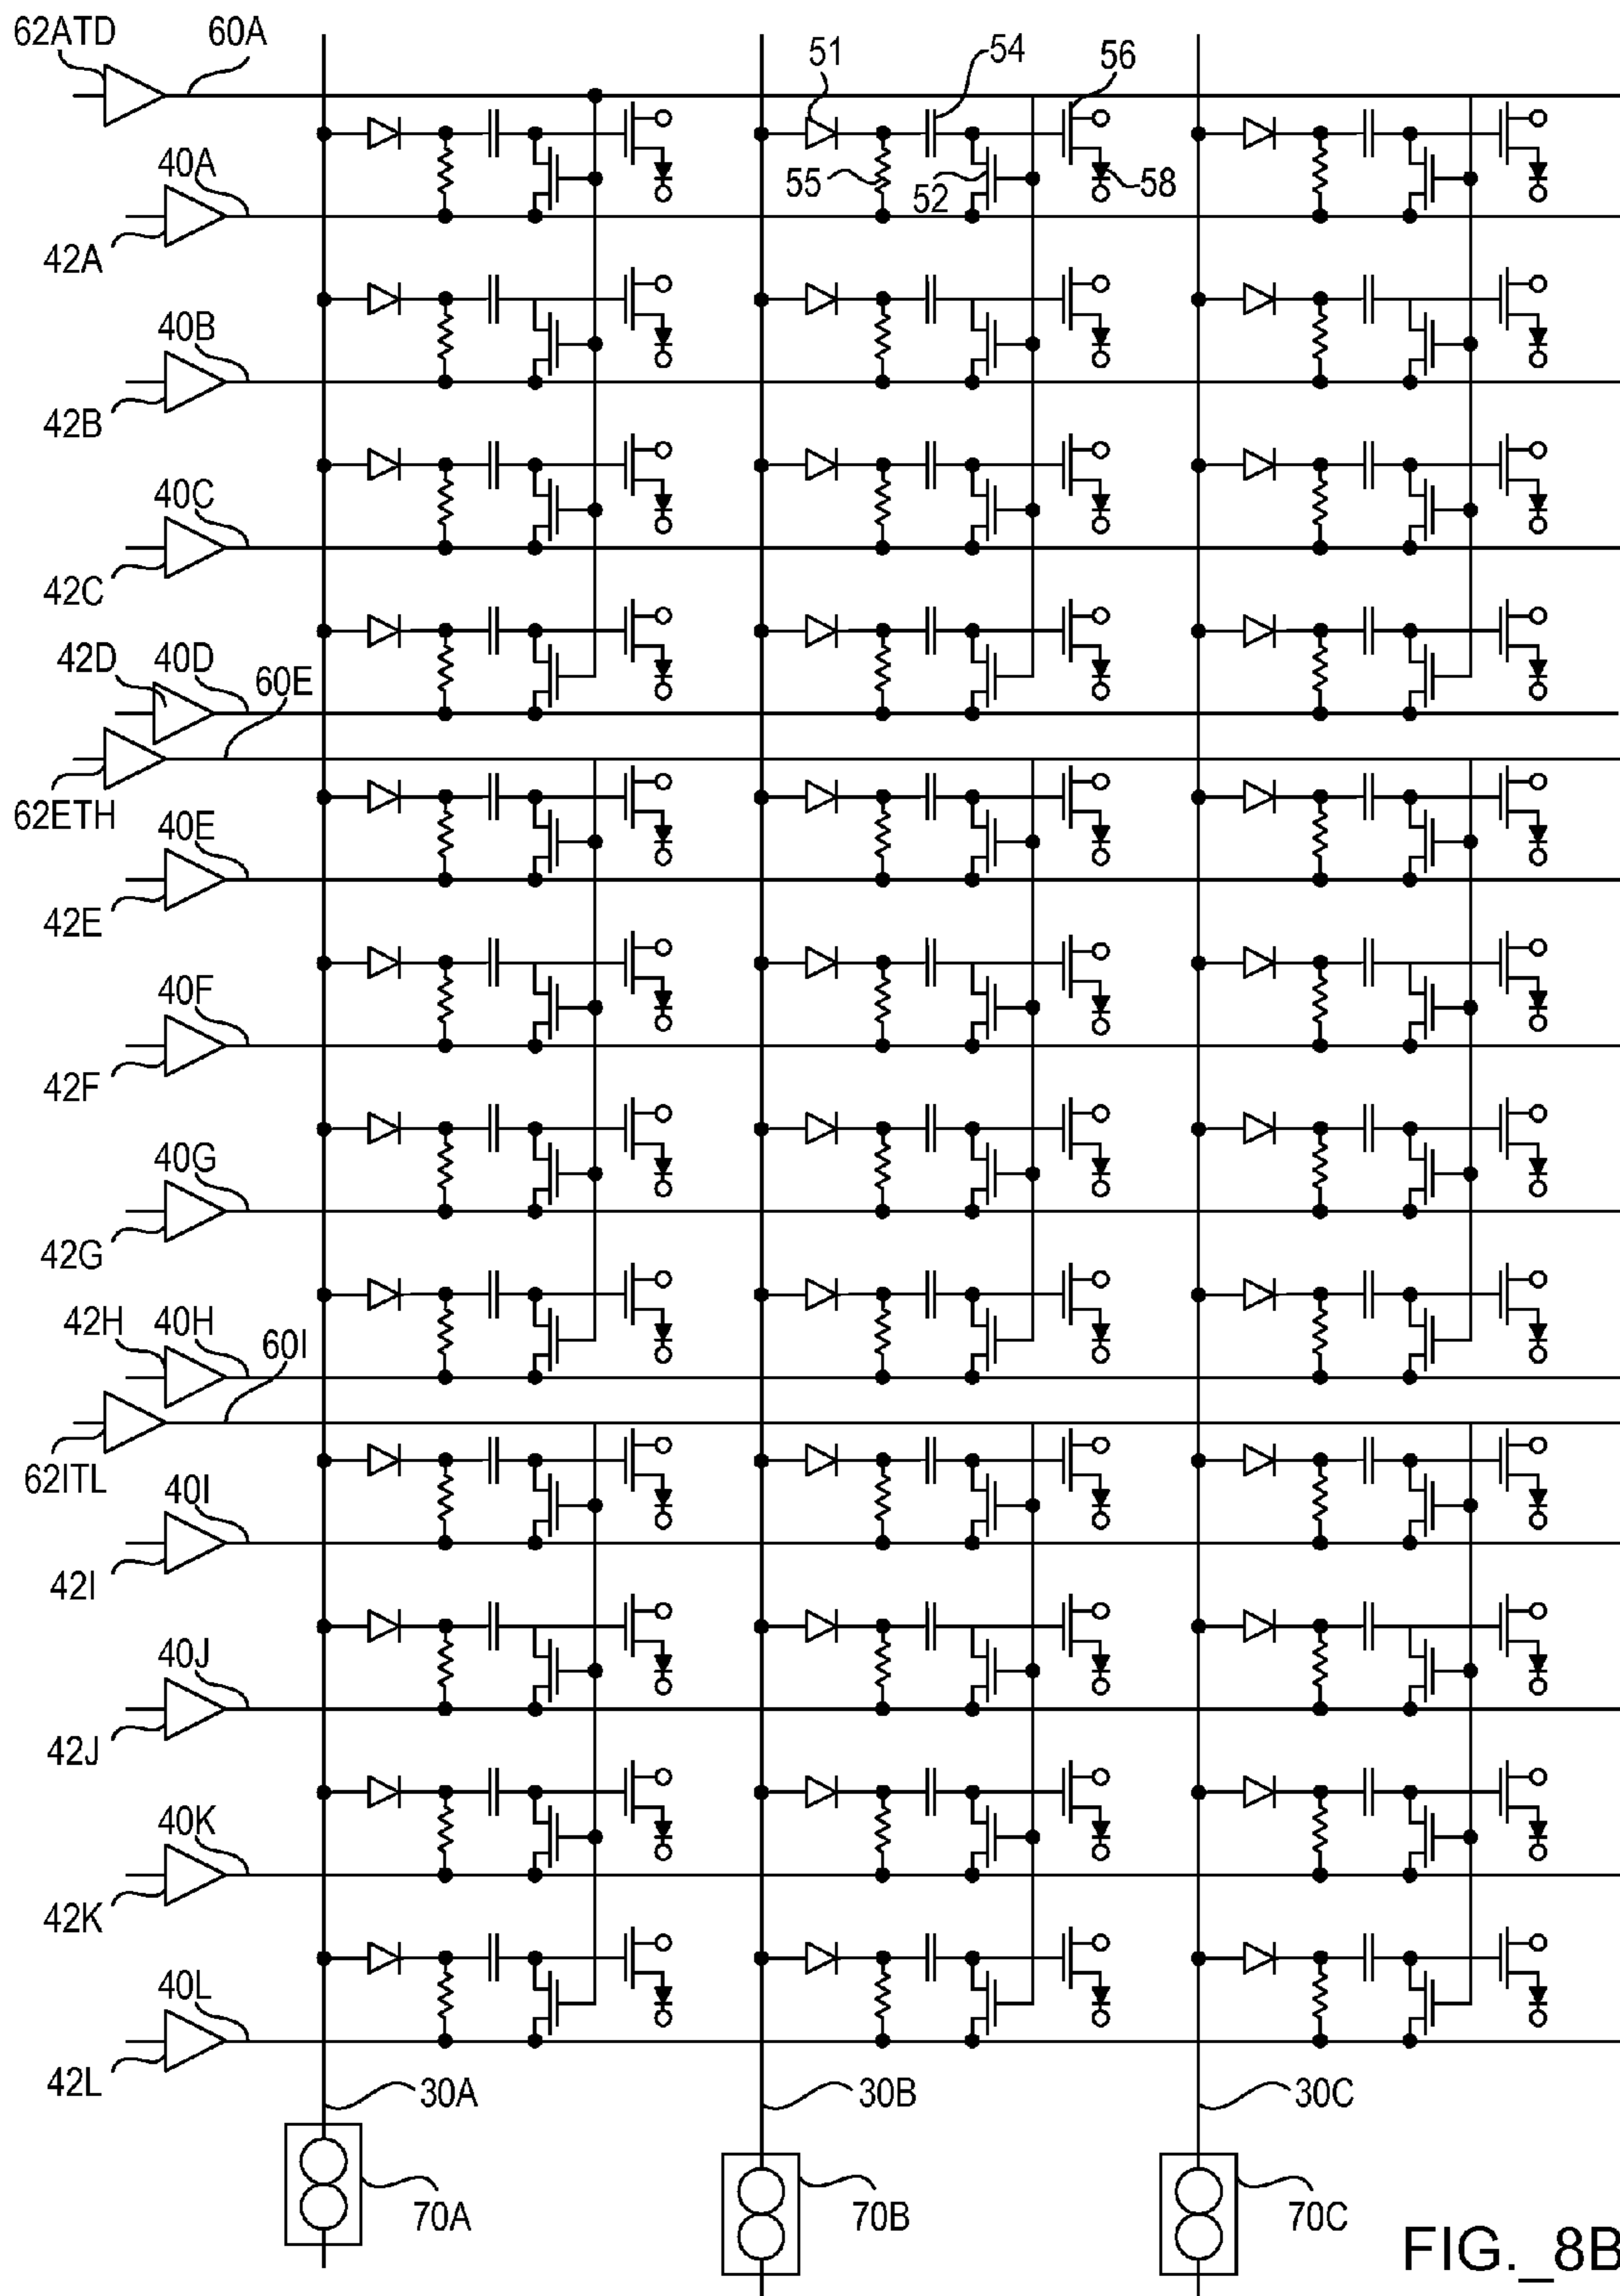 62ATD 60A 51 54 56
40A 55 52 58
42A
40B
42B
40C
42C
42D 40D 60E
62ETH 40E
42E
40F
42F
40G
42G
42H 40H 60I
62ITL 40I
42I
40J
42J
40K
42K
40L
42L
30A 30B 30C
70A 70B 70C
FIG._8B